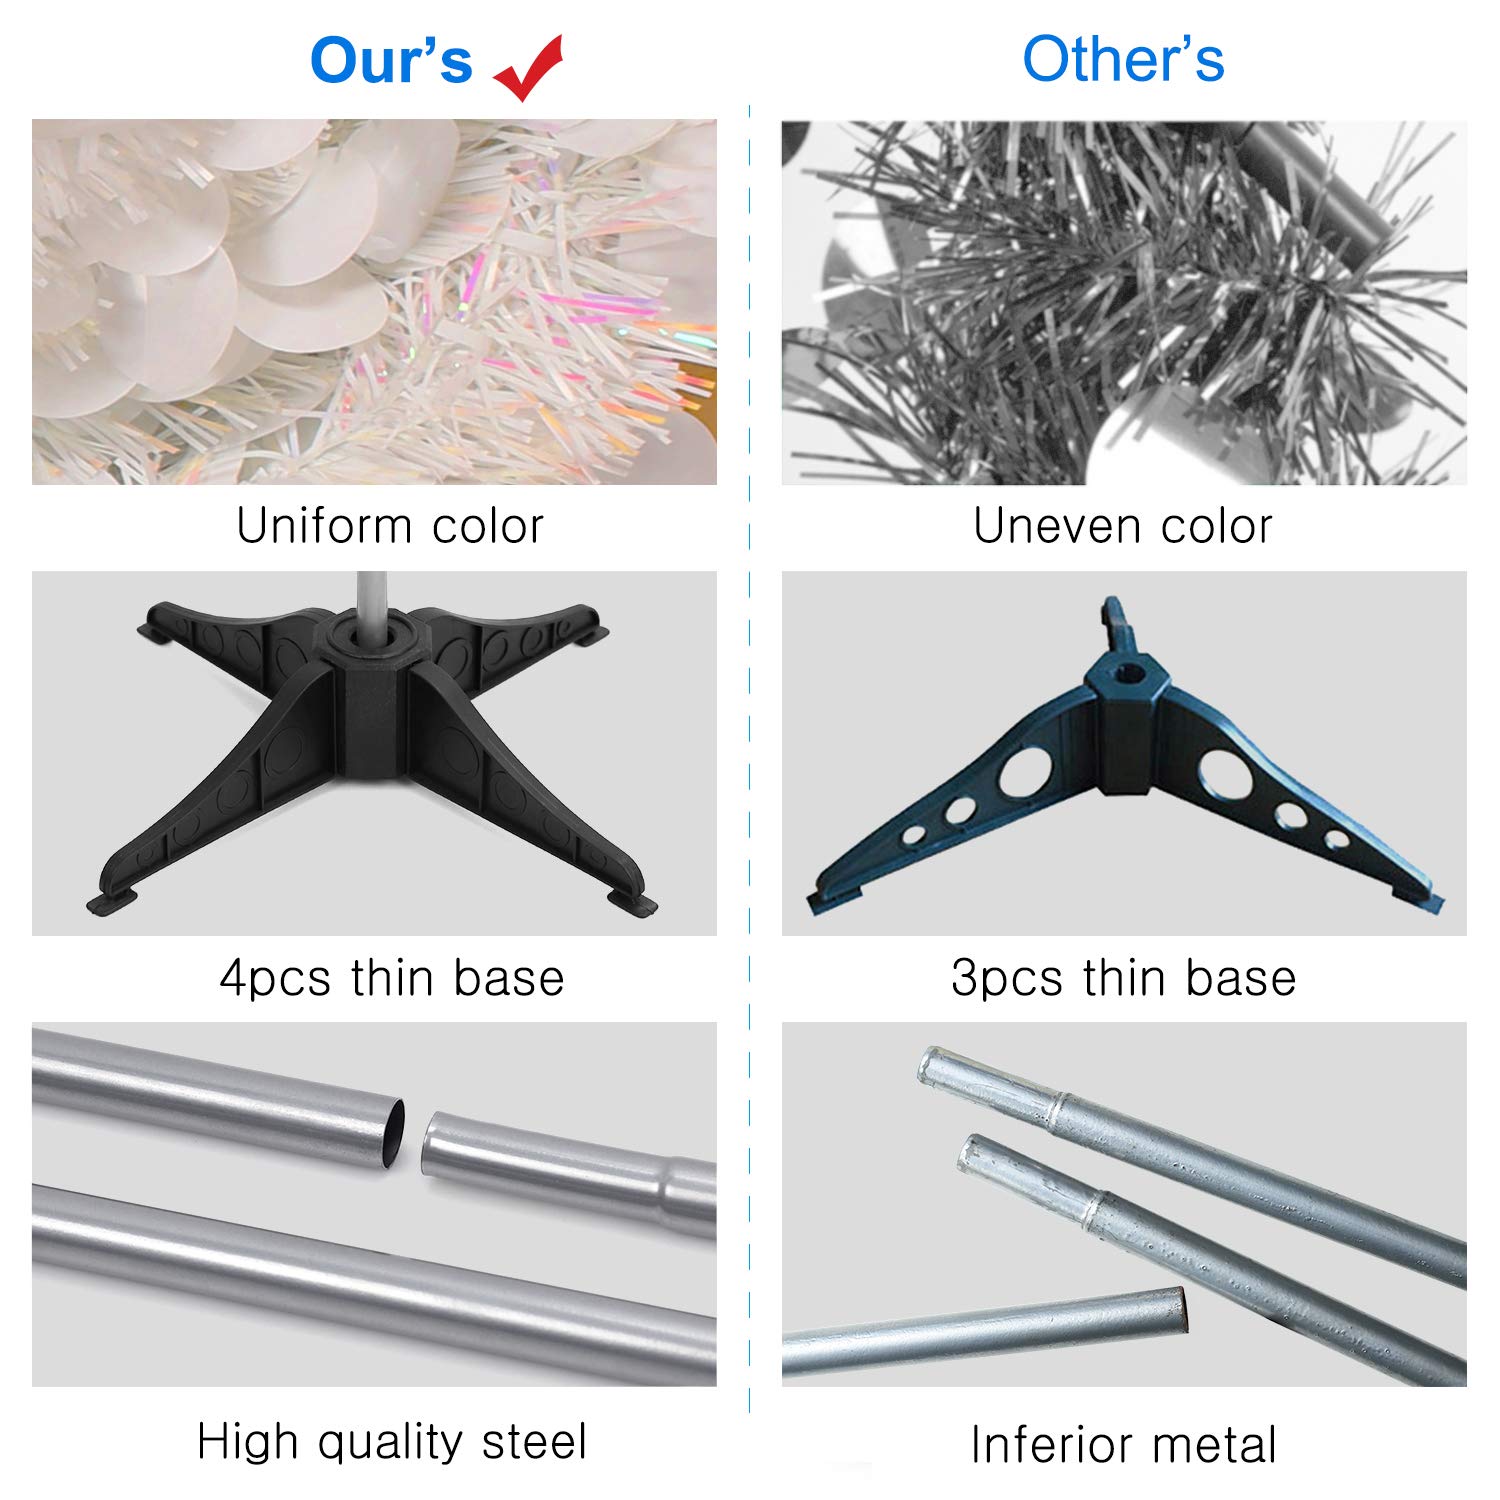 Our's
Other's
Uniform color
Uneven color
4pcs thin base
3pcs thin base
High quality steel
Inferior metal